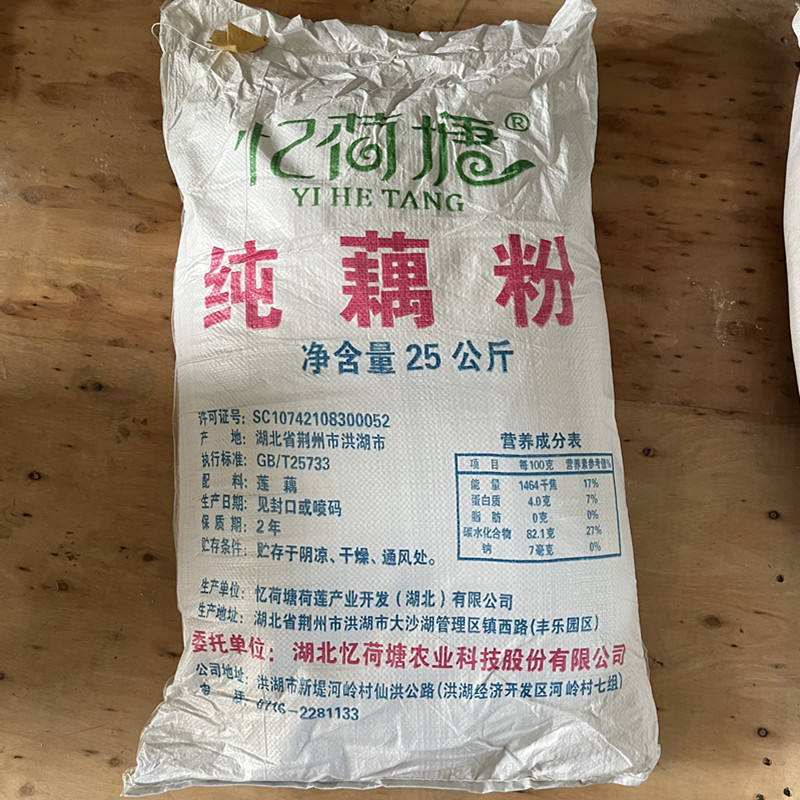 忆荷塘®
YI HE TANG
纯藕粉
净含量25公斤
许可证号：SC10742108300052
产 地：湖北省荆州市洪湖市
执行标准：GB/T25733
配 料：莲藕
生产日期：见封口或喷码
保质期：2年
贮存条件：贮存于阴凉、干燥、通风处。
营养成分表
项目 每100克 营养素参考值%
能量 1464千焦 17%
蛋白质 4.0克 7%
脂肪 0克 0%
碳水化合物 82.1克 27%
钠 7毫克 0%
生产单位：忆荷塘荷莲产业开发（湖北）有限公司
生产地址：湖北省荆州市洪湖市大沙湖管理区镇西路(丰乐园区)
委托单位：湖北忆荷塘农业科技股份有限公司
公司地址：洪湖市新堤河岭村仙洪公路(洪湖经济开发区河岭村七组)
0716-2281133